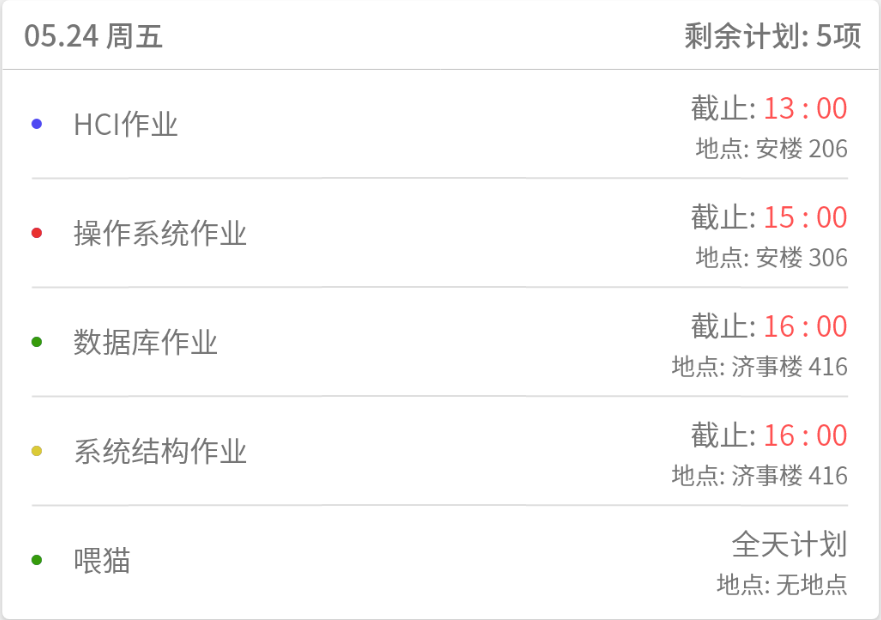 05.24 周五
剩余计划: 5项
HCI作业
截止: 13 : 00
地点: 安楼 206
操作系统作业
截止: 15 : 00
地点: 安楼 306
数据库作业
截止: 16 : 00
地点: 济事楼 416
系统结构作业
截止: 16 : 00
地点: 济事楼 416
喂猫
全天计划
地点: 无地点